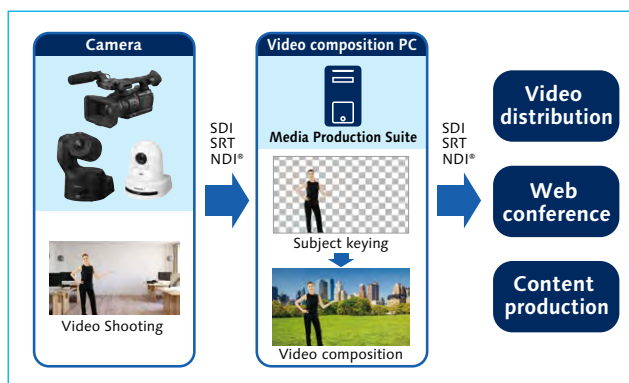 Camera
Video Shooting
SDI
SRT
NDI®
Video composition PC
Media Production Suite
Subject keying
Video composition
SDI
SRT
NDI®
Video
distribution
Web
conference
Content
production